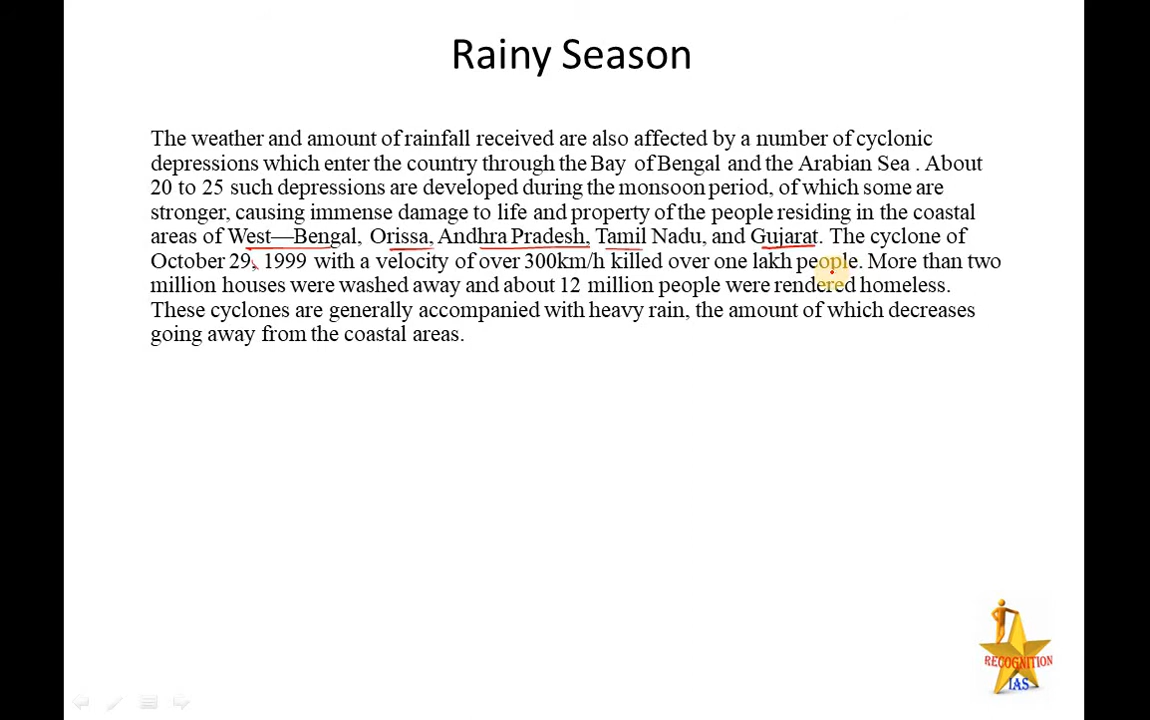 Rainy Season
The weather and amount of rainfall received are also affected by a number of cyclonic
depressions which enter the country through the Bay of Bengal and the Arabian Sea . About
20 to 25 such depressions are developed during the monsoon period, of which some are
stronger, causing immense damage to life and property of the people residing in the coastal
areas of West—Bengal, Orissa, Andhra Pradesh, Tamil Nadu, and Gujarat. The cyclone of
October 29, 1999 with a velocity of over 300km/h killed over one lakh people. More than two
million houses were washed away and about 12 million people were rendered homeless.
These cyclones are generally accompanied with heavy rain, the amount of which decreases
going away from the coastal areas.
RECOGNITION
IAS